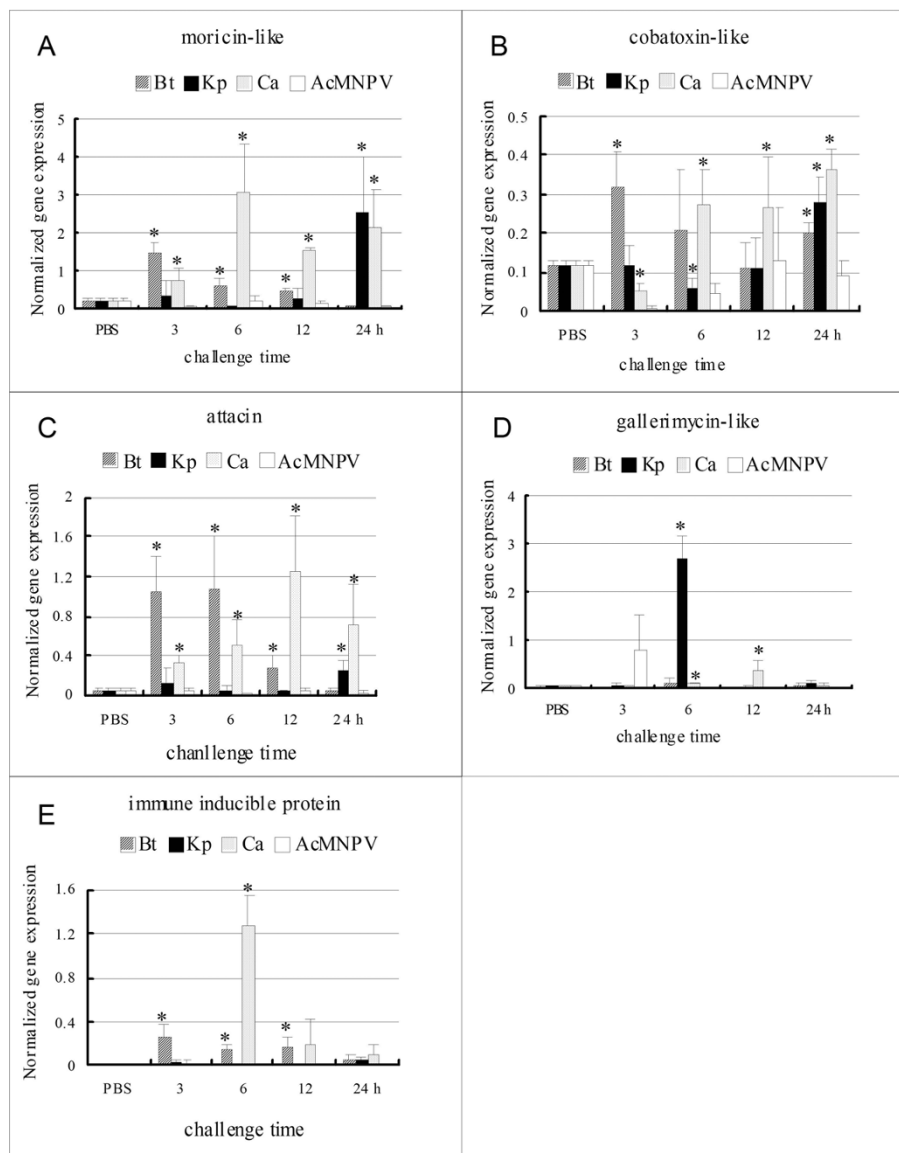 A
moricin-like
Bt Kp Ca AcMNPV
Normalized gene expression
5
4
3
2
1
0
* * * * * * * *
PBS 3 6 12 24 h
challenge time
B
cobatoxin-like
Bt Kp Ca AcMNPV
Normalized gene expression
0.5
0.4
0.3
0.2
0.1
0
* * * * * * * *
PBS 3 6 12 24 h
challenge time
C
attacin
Bt Kp Ca AcMNPV
Normalized gene expression
2
1.6
1.2
0.8
0.4
0
* * * * * * * *
PBS 3 6 12 24 h
chanllenge time
D
gallerimycin-like
Bt Kp Ca AcMNPV
Normalized gene expression
4
3
2
1
0
* * *
PBS 3 6 12 24 h
challenge time
E
immune inducible protein
Bt Kp Ca AcMNPV
Normalized gene expression
1.6
1.2
0.8
0.4
0
* * * *
PBS 3 6 12 24 h
challenge time